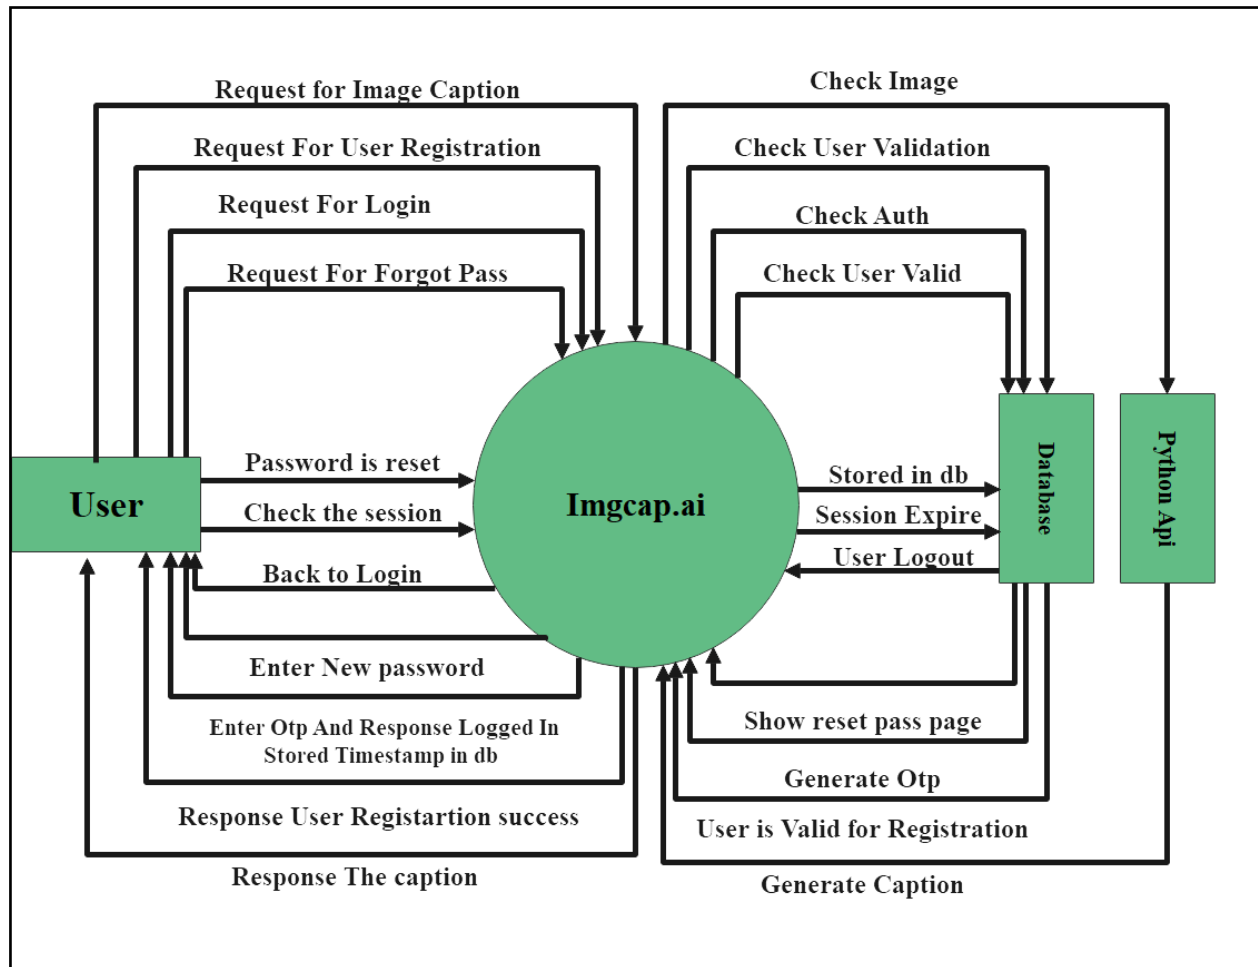 Request for Image Caption
Check Image
Request For User Registration
Check User Validation
Request For Login
Check Auth
Request For Forgot Pass
Check User Valid
Password is reset
Stored in db
User
Imgcap.ai
Database
Python Api
Check the session
Session Expire
Back to Login
User Logout
Enter New password
Show reset pass page
Enter Otp And Response Logged In
Stored Timestamp in db
Generate Otp
Response User Registartion success
User is Valid for Registration
Response The caption
Generate Caption